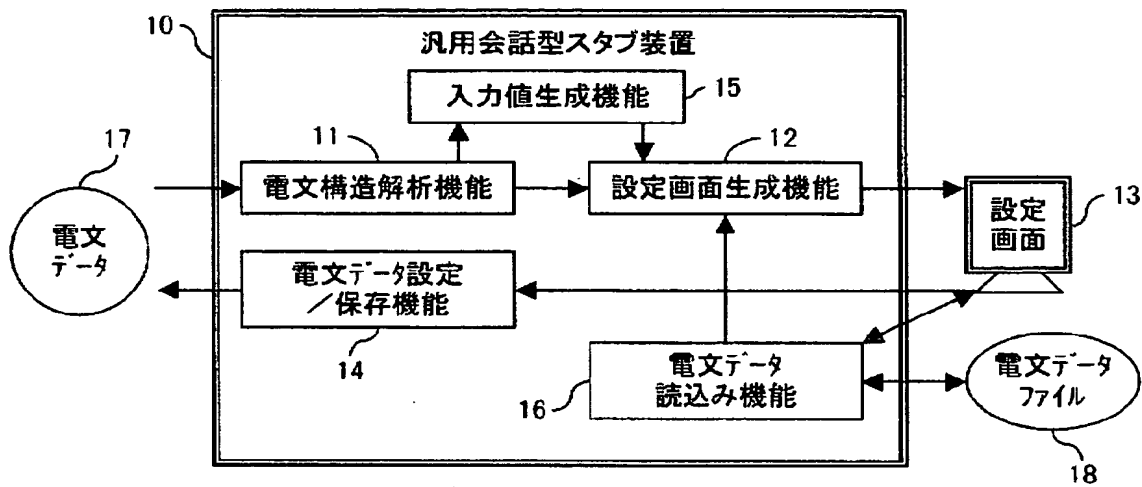 10
汎用会話型スタブ装置
入力値生成機能
15
17
11
12
電文構造解析機能
設定画面生成機能
13
設定
画面
電文
データ
電文データ設定
/保存機能
14
16
電文データ
読込み機能
電文データ
ファイル
18